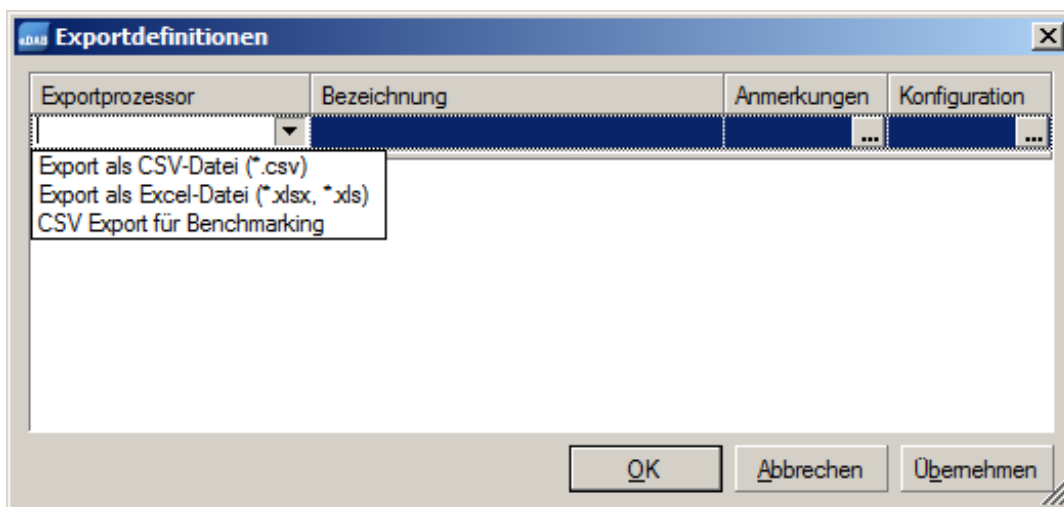 eDAB Exportdefinitionen
Exportprozessor Bezeichnung Anmerkungen Konfiguration
... ...
Export als CSV-Datei (*.csv)
Export als Excel-Datei (*.xlsx, *.xls)
CSV Export für Benchmarking
OK Abbrechen Übernehmen